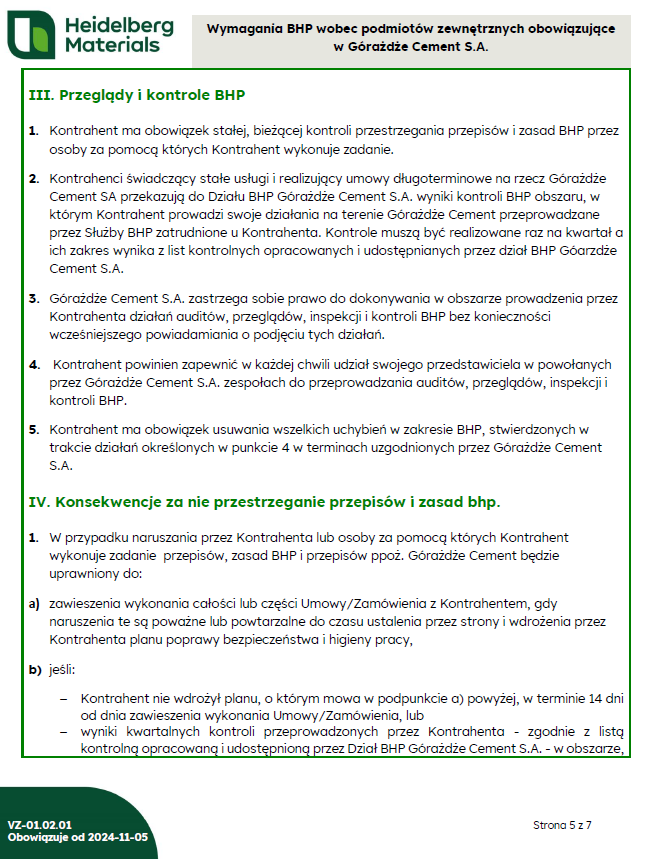 Heidelberg
Materials
Wymagania BHP wobec podmiotów zewnętrznych obowiązujące
w Górażdże Cement S.A.
III. Przeglądy i kontrole BHP
1. Kontrahent ma obowiązek stałej, bieżącej kontroli przestrzegania przepisów i zasad BHP przez
osoby za pomocą których Kontrahent wykonuje zadanie.
2. Kontrahenci świadczący stałe usługi i realizujący umowy długoterminowe na rzecz Górażdże
Cement SA przekazują do Działu BHP Górażdże Cement S.A. wyniki kontroli BHP obszaru, w
którym Kontrahent prowadzi swoje działania na terenie Górażdże Cement przeprowadzane
przez Służby BHP zatrudnione u Kontrahenta. Kontrole muszą być realizowane raz na kwartał a
ich zakres wynika z list kontrolnych opracowanych i udostępnianych przez dział BHP Góarzdże
Cement S.A.
3. Górażdże Cement S.A. zastrzega sobie prawo do dokonywania w obszarze prowadzenia przez
Kontrahenta działań auditów, przeglądów, inspekcji i kontroli BHP bez konieczności
wcześniejszego powiadamiania o podjęciu tych działań.
4. Kontrahent powinien zapewnić w każdej chwili udział swojego przedstawiciela w powołanych
przez Górażdże Cement S.A. zespołach do przeprowadzania auditów, przeglądów, inspekcji i
kontroli BHP.
5. Kontrahent ma obowiązek usuwania wszelkich uchybień w zakresie BHP, stwierdzonych w
trakcie działań określonych w punkcie 4 w terminach uzgodnionych przez Górażdże Cement
S.A.
IV. Konsekwencje za nie przestrzeganie przepisów i zasad bhp.
1. W przypadku naruszania przez Kontrahenta lub osoby za pomocą których Kontrahent
wykonuje zadanie przepisów, zasad BHP i przepisów ppoż. Górażdże Cement będzie
uprawniony do:
a) zawieszenia wykonania całości lub części Umowy/Zamówienia z Kontrahentem, gdy
naruszenia te są poważne lub powtarzalne do czasu ustalenia przez strony i wdrożenia przez
Kontrahenta planu poprawy bezpieczeństwa i higieny pracy,
b) jeśli:
– Kontrahent nie wdrożył planu, o którym mowa w podpunkcie a) powyżej, w terminie 14 dni
od dnia zawieszenia wykonania Umowy/Zamówienia, lub
– wyniki kwartalnych kontroli przeprowadzonych przez Kontrahenta - zgodnie z listą
kontrolną opracowaną i udostępnioną przez Dział BHP Górażdże Cement S.A. - w obszarze,
VZ-01.02.01
Obowiązuje od 2024-11-05
Strona 5 z 7